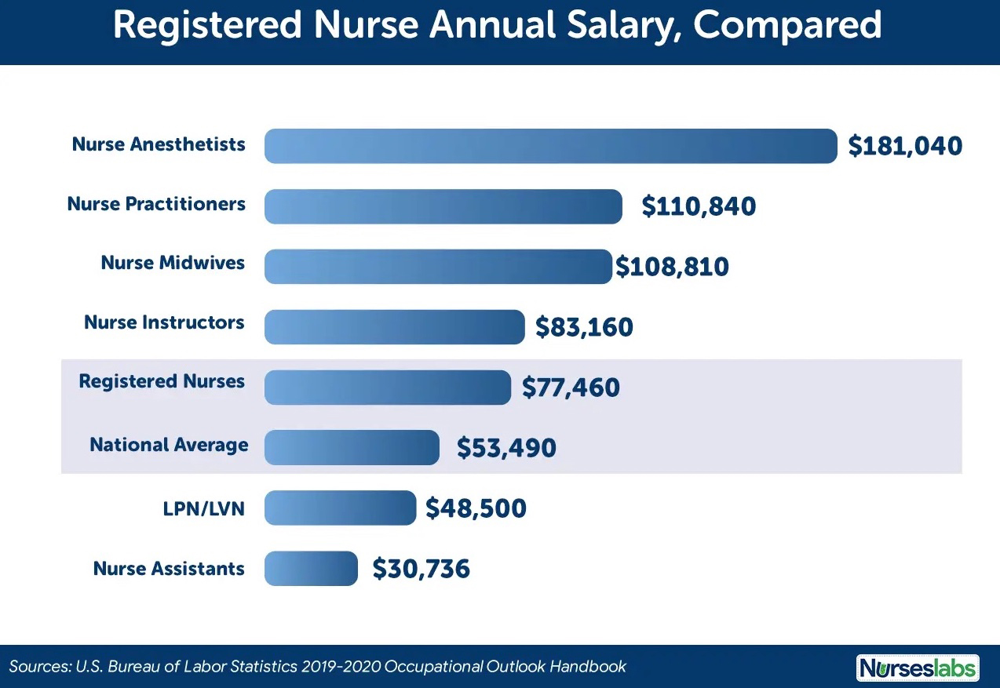 Registered Nurse Annual Salary, Compared
Nurse Anesthetists $181,040
Nurse Practitioners $110,840
Nurse Midwives $108,810
Nurse Instructors $83,160
Registered Nurses $77,460
National Average $53,490
LPN/LVN $48,500
Nurse Assistants $30,736
Sources: U.S. Bureau of Labor Statistics 2019-2020 Occupational Outlook Handbook
Nurseslabs